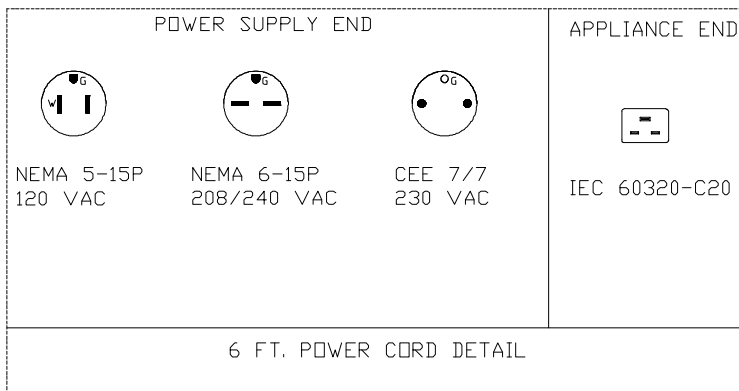 POWER SUPPLY END
APPLIANCE END
G
W
G
G
NEMA 5-15P
120 VAC
NEMA 6-15P
208/240 VAC
CEE 7/7
230 VAC
IEC 60320-C20
6 FT. POWER CORD DETAIL